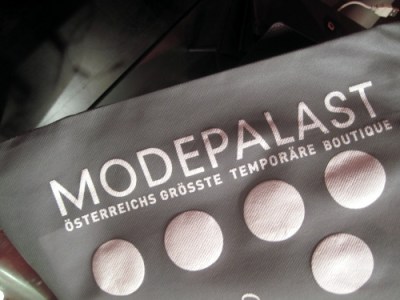 MODEPALAST
ÖSTERREICHS GRÖSSTE TEMPORÄRE BOUTIQUE